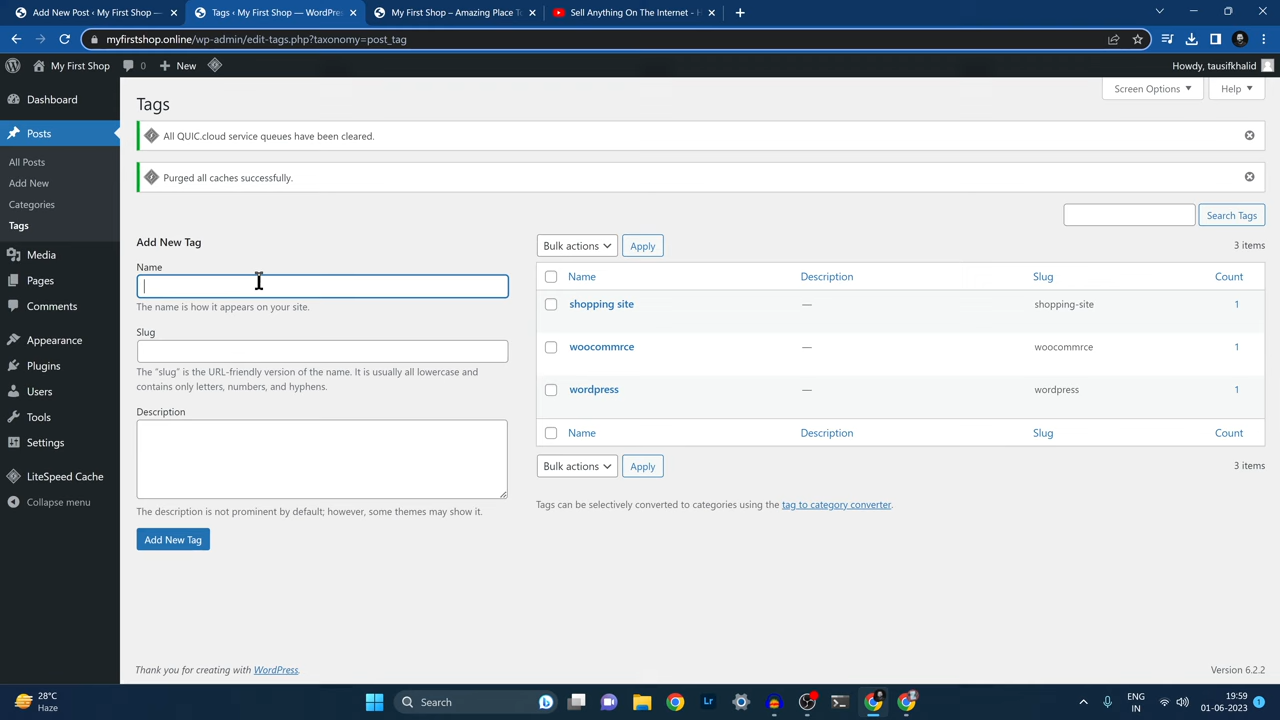 Add New Post ‹ My First Shop —
Tags ‹ My First Shop — WordPres
My First Shop – Amazing Place To
Sell Anything On The Internet -
myfirstshop.online/wp-admin/edit-tags.php?taxonomy=post_tag
My First Shop
0
New
Howdy, tausifkhalid
Dashboard
Posts
All Posts
Add New
Categories
Tags
Media
Pages
Comments
Appearance
Plugins
Users
Tools
Settings
LiteSpeed Cache
Collapse menu
Screen Options
Help
Tags
All QUIC.cloud service queues have been cleared.
Purged all caches successfully.
Search Tags
Add New Tag
Name
The name is how it appears on your site.
Slug
The “slug” is the URL-friendly version of the name. It is usually all lowercase and
contains only letters, numbers, and hyphens.
Description
The description is not prominent by default; however, some themes may show it.
Add New Tag
Bulk actions
Apply
3 items
Name Description Slug Count
shopping site — shopping-site 1
woocommrce — woocommrce 1
wordpress — wordpress 1
Name Description Slug Count
Bulk actions
Apply
3 items
Tags can be selectively converted to categories using the tag to category converter.
Thank you for creating with WordPress.
Version 6.2.2
28°C
Haze
Search
Lr
ENG
IN
19:59
01-06-2023
1